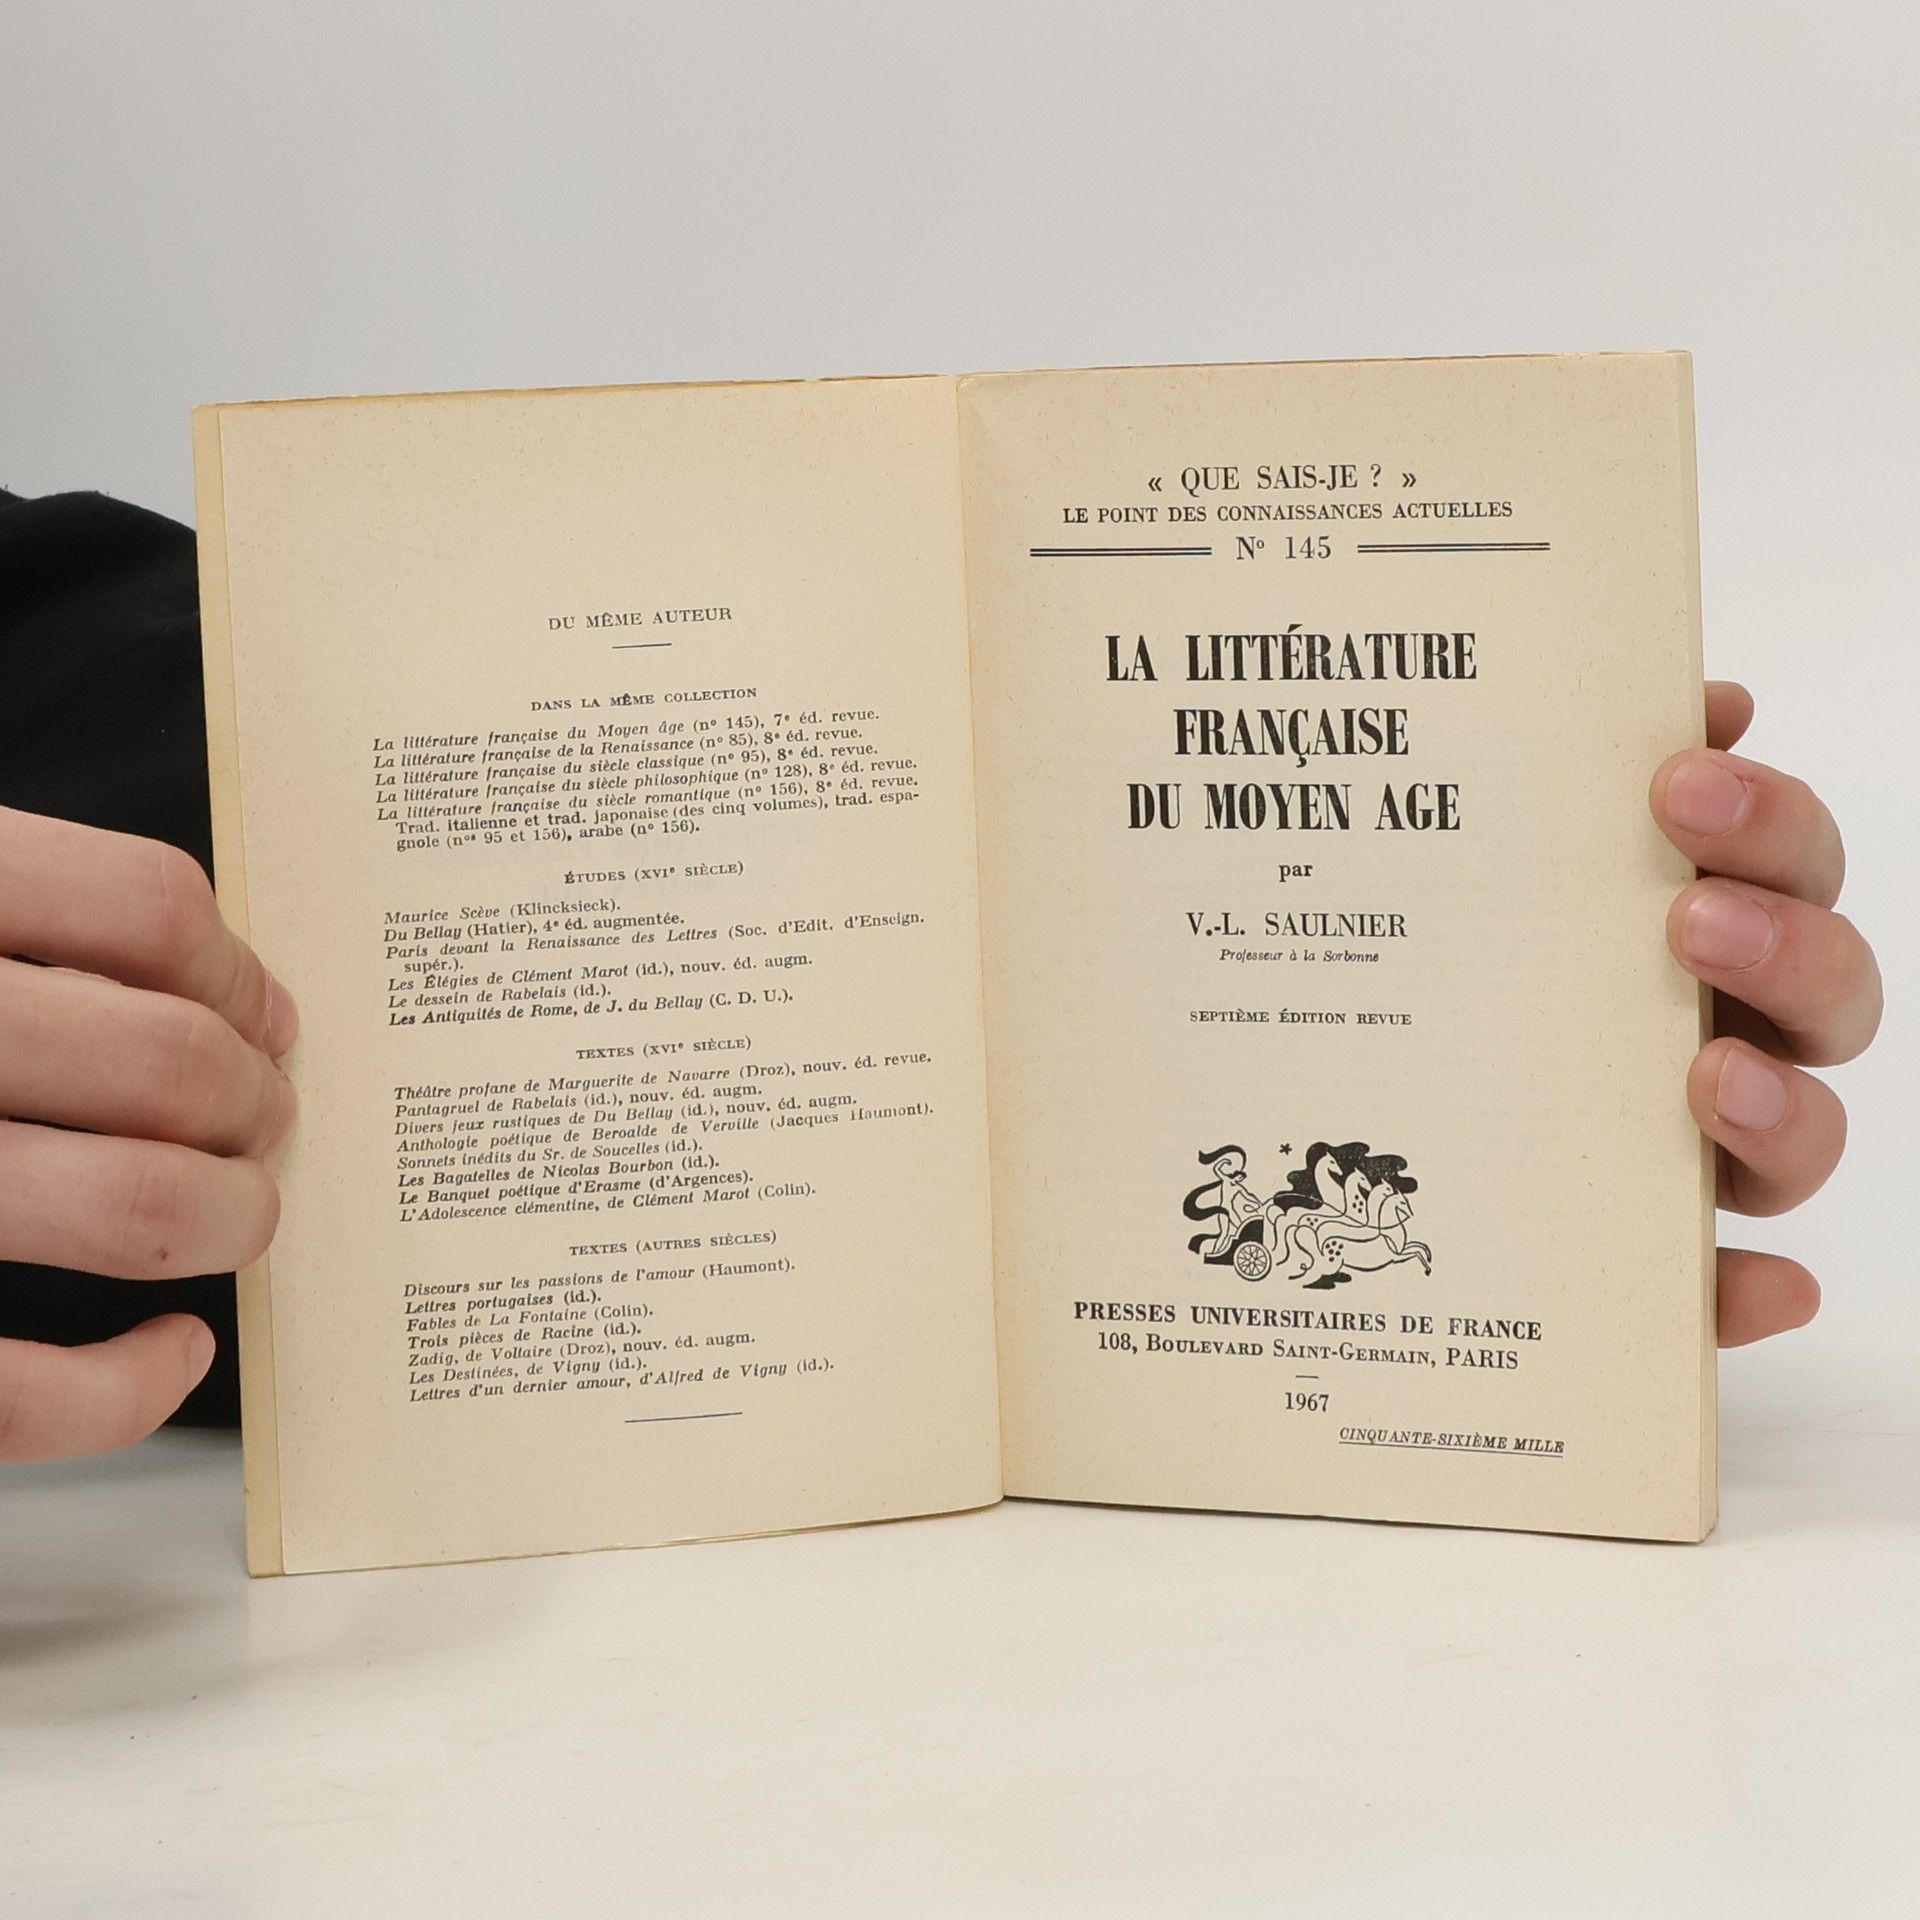 DU MÊME AUTEUR
DANS LA MÊME COLLECTION
La littérature française du Moyen âge (nº 145), 7ᵉ éd. revue.
La littérature française de la Renaissance (nº 85), 8ᵉ éd. revue.
La littérature française du siècle classique (nº 95), 8ᵉ éd. revue.
La littérature française du siècle philosophique (nº 128), 8ᵉ éd. revue.
La littérature française du siècle romantique (nº 156), 8ᵉ éd. revue.
Trad. italienne et trad. japonaise (des cinq volumes), trad. espa-
gnole (nᵒˢ 95 et 156), arabe (nº 156).
ÉTUDES (XVIᵉ SIÈCLE)
Maurice Scève (Klincksieck).
Du Bellay (Hatier), 4ᵉ éd. augmentée.
Paris devant la Renaissance des Lettres (Soc. d'Edit. d'Enseign.
supér.).
Les Élégies de Clément Marot (id.), nouv. éd. augm.
Le dessein de Rabelais (id.).
Les Antiquités de Rome, de J. du Bellay (C. D. U.).
TEXTES (XVIᵉ SIÈCLE)
Théâtre profane de Marguerite de Navarre (Droz), nouv. éd. revue.
Pantagruel de Rabelais (id.), nouv. éd. augm.
Divers jeux rustiques de Du Bellay (id.), nouv. éd. augm.
Anthologie poétique de Beroalde de Verville (Jacques Haumont).
Sonnets inédits du Sr. de Soucelles (id.).
Les Bagatelles de Nicolas Bourbon (id.).
Le Banquet poétique d'Erasme (d'Argences).
L'Adolescence clémentine, de Clément Marot (Colin).
TEXTES (AUTRES SIÈCLES)
Discours sur les passions de l'amour (Haumont).
Lettres portugaises (id.).
Fables de La Fontaine (Colin).
Trois pièces de Racine (id.).
Zadig, de Voltaire (Droz), nouv. éd. augm.
Les Destinées, de Vigny (id.).
Lettres d'un dernier amour, d'Alfred de Vigny (id.).
« QUE SAIS-JE ? »
LE POINT DES CONNAISSANCES ACTUELLES
Nº 145
LA LITTÉRATURE
FRANÇAISE
DU MOYEN AGE
par
V.-L. SAULNIER
Professeur à la Sorbonne
SEPTIÈME ÉDITION REVUE
PRESSES UNIVERSITAIRES DE FRANCE
108, BOULEVARD SAINT-GERMAIN, PARIS
1967
CINQUANTE-SIXIÈME MILLE